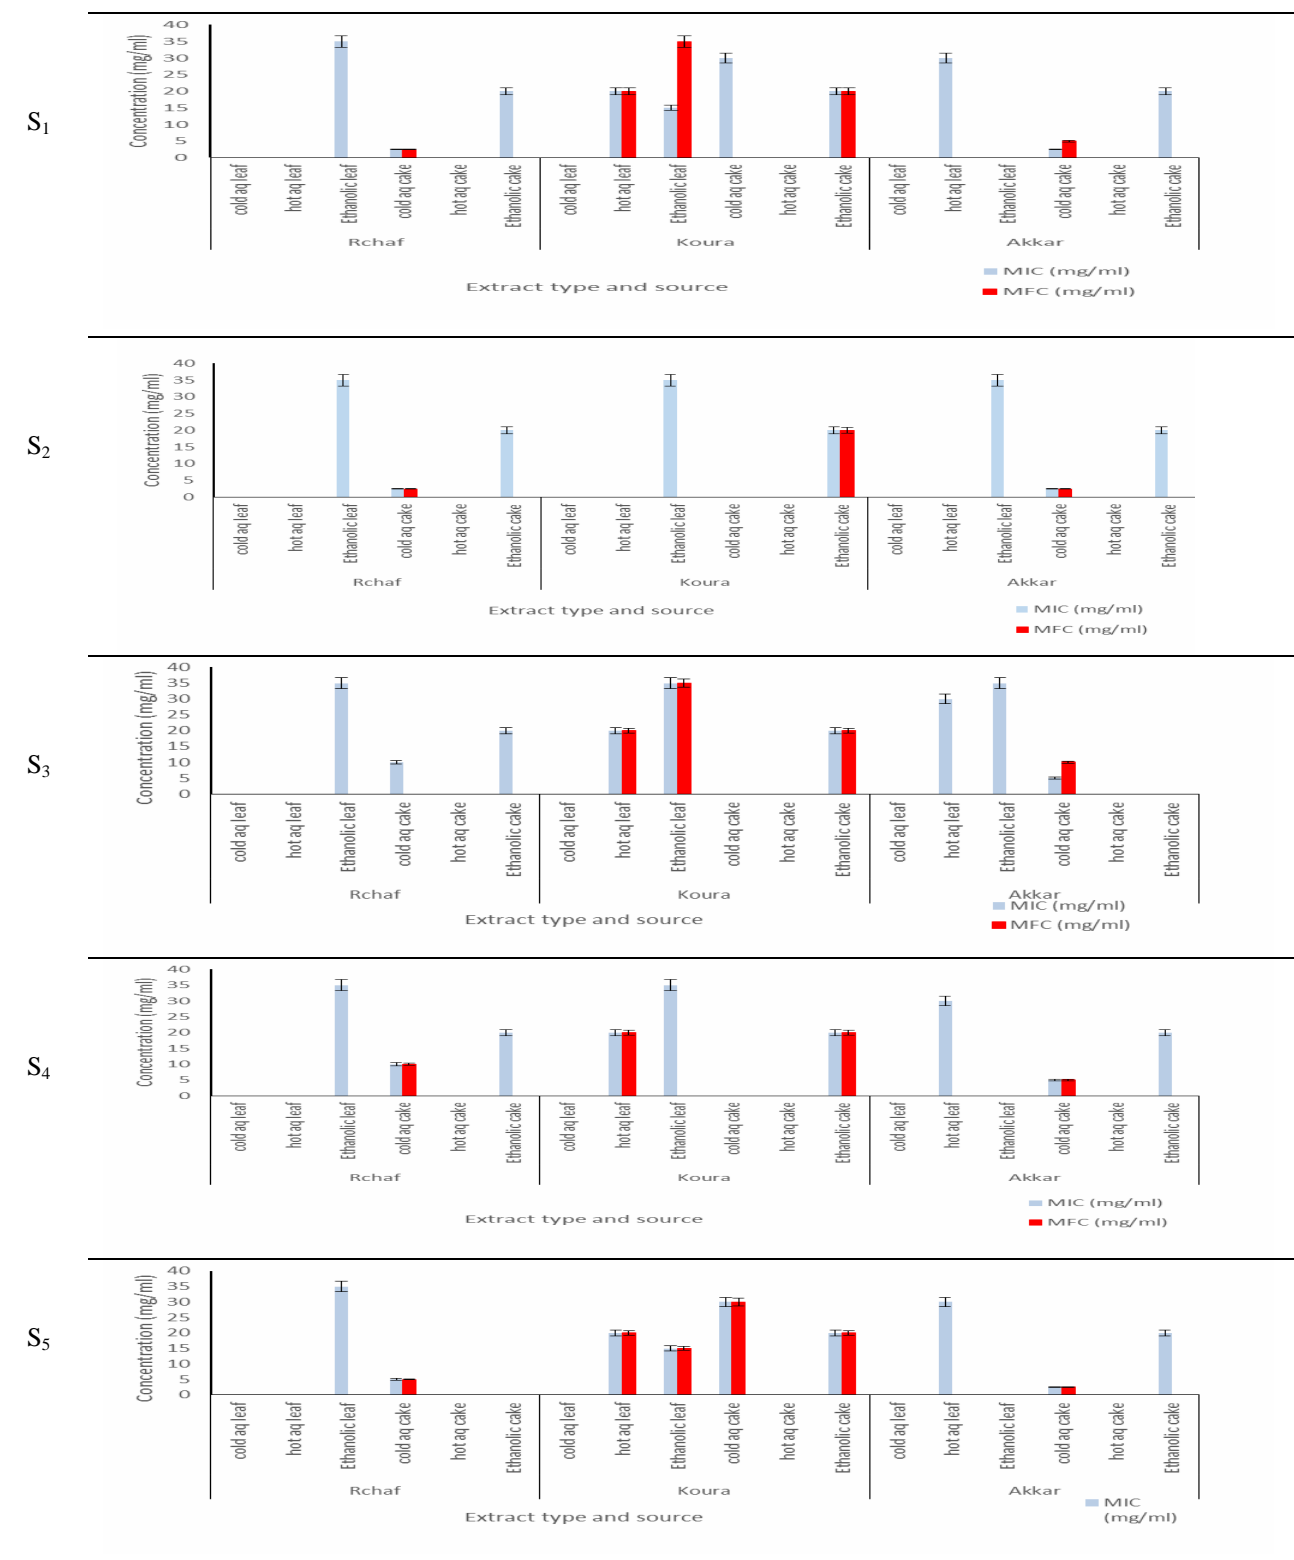 S1
Concentration (mg/ml)
40
35
30
25
20
15
10
5
0
cold aq leaf
hot aq leaf
Ethanolic leaf
cold aq cake
hot aq cake
Ethanolic cake
cold aq leaf
hot aq leaf
Ethanolic leaf
cold aq cake
hot aq cake
Ethanolic cake
cold aq leaf
hot aq leaf
Ethanolic leaf
cold aq cake
hot aq cake
Ethanolic cake
Rchaf
Koura
Akkar
Extract type and source
MIC (mg/ml)
MFC (mg/ml)
S2
Concentration (mg/ml)
40
35
30
25
20
15
10
5
0
cold aq leaf
hot aq leaf
Ethanolic leaf
cold aq cake
hot aq cake
Ethanolic cake
cold aq leaf
hot aq leaf
Ethanolic leaf
cold aq cake
hot aq cake
Ethanolic cake
cold aq leaf
hot aq leaf
Ethanolic leaf
cold aq cake
hot aq cake
Ethanolic cake
Rchaf
Koura
Akkar
Extract type and source
MIC (mg/ml)
MFC (mg/ml)
S3
Concentration (mg/ml)
40
35
30
25
20
15
10
5
0
cold aq leaf
hot aq leaf
Ethanolic leaf
cold aq cake
hot aq cake
Ethanolic cake
cold aq leaf
hot aq leaf
Ethanolic leaf
cold aq cake
hot aq cake
Ethanolic cake
cold aq leaf
hot aq leaf
Ethanolic leaf
cold aq cake
hot aq cake
Ethanolic cake
Rchaf
Koura
Akkar
Extract type and source
MIC (mg/ml)
MFC (mg/ml)
S4
Concentration (mg/ml)
40
35
30
25
20
15
10
5
0
cold aq leaf
hot aq leaf
Ethanolic leaf
cold aq cake
hot aq cake
Ethanolic cake
cold aq leaf
hot aq leaf
Ethanolic leaf
cold aq cake
hot aq cake
Ethanolic cake
cold aq leaf
hot aq leaf
Ethanolic leaf
cold aq cake
hot aq cake
Ethanolic cake
Rchaf
Koura
Akkar
Extract type and source
MIC (mg/ml)
MFC (mg/ml)
S5
Concentration (mg/ml)
40
35
30
25
20
15
10
5
0
cold aq leaf
hot aq leaf
Ethanolic leaf
cold aq cake
hot aq cake
Ethanolic cake
cold aq leaf
hot aq leaf
Ethanolic leaf
cold aq cake
hot aq cake
Ethanolic cake
cold aq leaf
hot aq leaf
Ethanolic leaf
cold aq cake
hot aq cake
Ethanolic cake
Rchaf
Koura
Akkar
Extract type and source
MIC
(mg/ml)